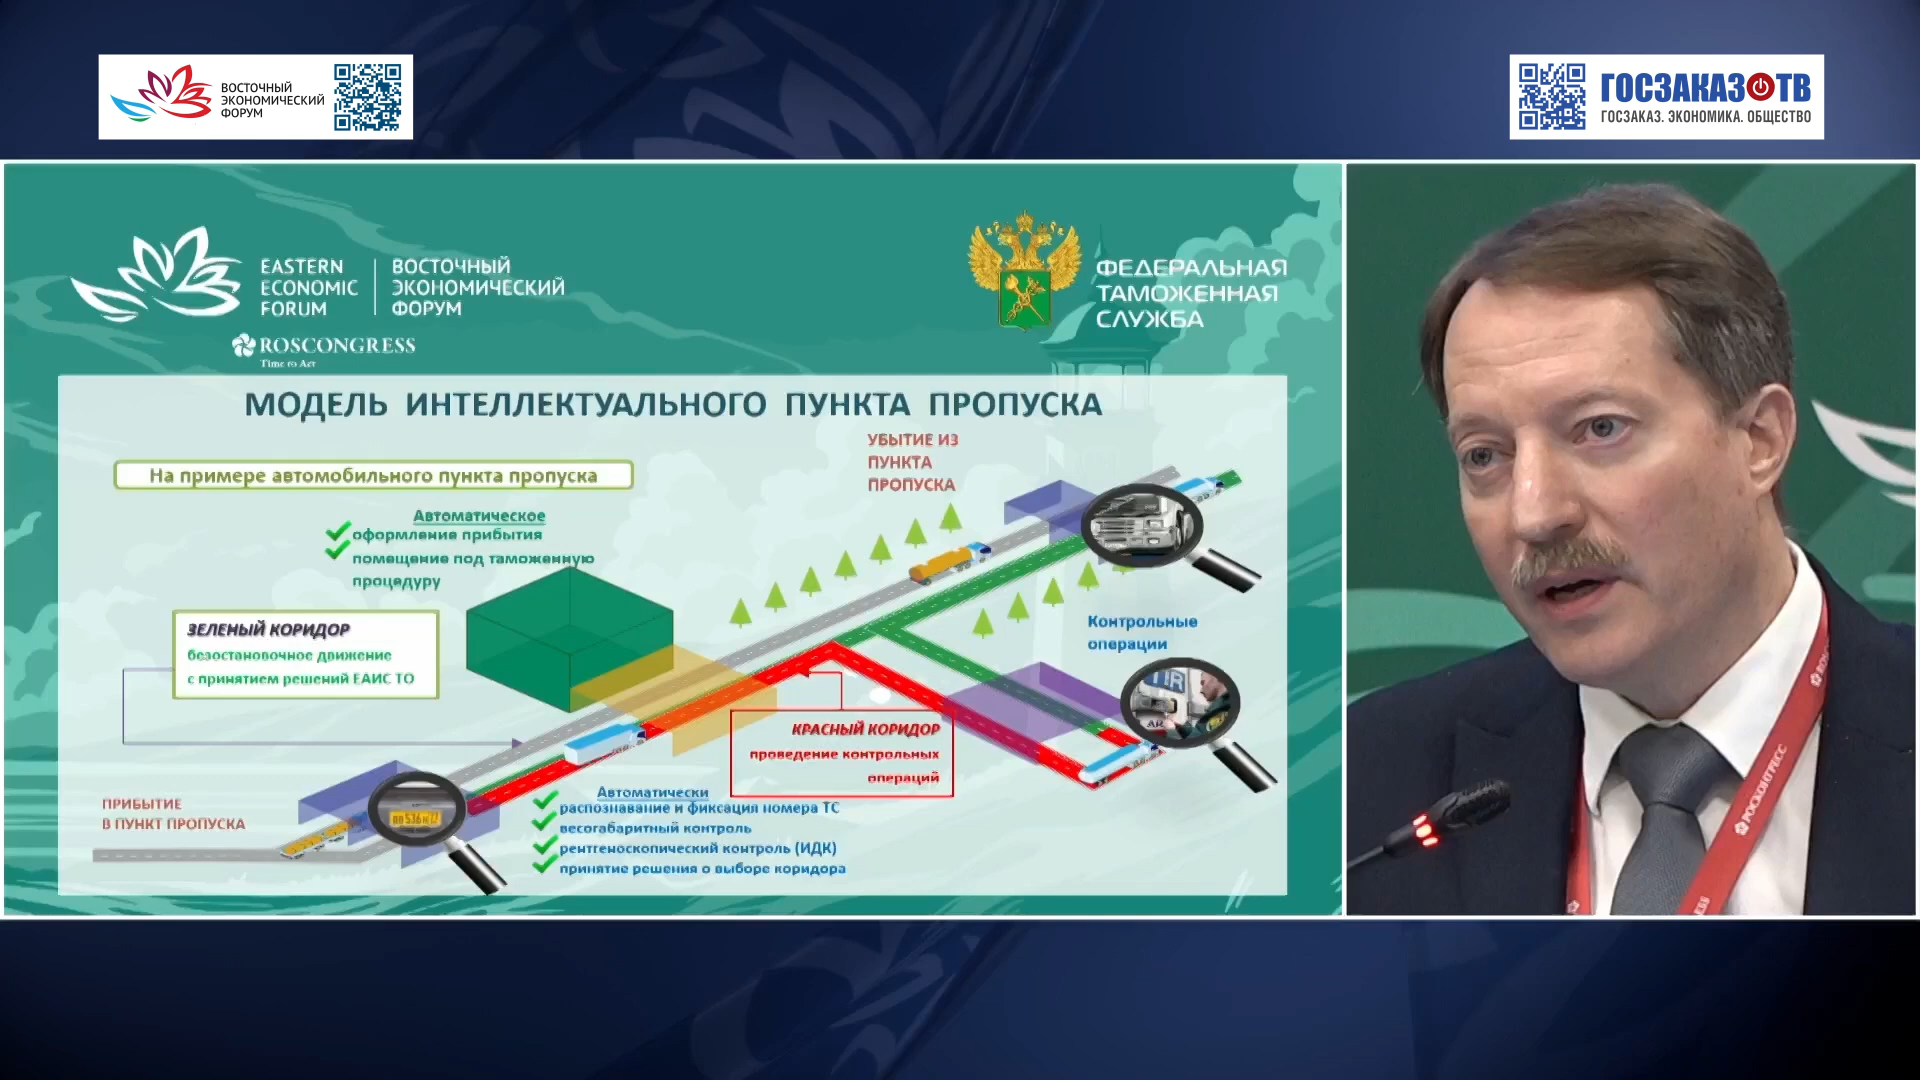 ВОСТОЧНЫЙ
ЭКОНОМИЧЕСКИЙ
ФОРУМ
ГОСЗАКАЗ ТВ
ГОСЗАКАЗ. ЭКОНОМИКА. ОБЩЕСТВО
EASTERN
ECONOMIC
FORUM
ВОСТОЧНЫЙ
ЭКОНОМИЧЕСКИЙ
ФОРУМ
ROSCONGRESS
Time to Act
ФЕДЕРАЛЬНАЯ
ТАМОЖЕННАЯ
СЛУЖБА
МОДЕЛЬ ИНТЕЛЛЕКТУАЛЬНОГО ПУНКТА ПРОПУСКА
УБЫТИЕ ИЗ
ПУНКТА
ПРОПУСКА
На примере автомобильного пункта пропуска
Автоматическое
оформление прибытия
помещение под таможенную
процедуру
ЗЕЛЕНЫЙ КОРИДОР
безостановочное движение
с принятием решений ЕАИС ТО
Контрольные
операции
TIR
КРАСНЫЙ КОРИДОР
проведение контрольных
операций
ПРИБЫТИЕ
В ПУНКТ ПРОПУСКА
Автоматически
распознавание и фиксация номера ТС
весогабаритный контроль
рентгеноскопический контроль (ИДК)
принятие решения о выборе коридора
РОСКОНГРЕСС